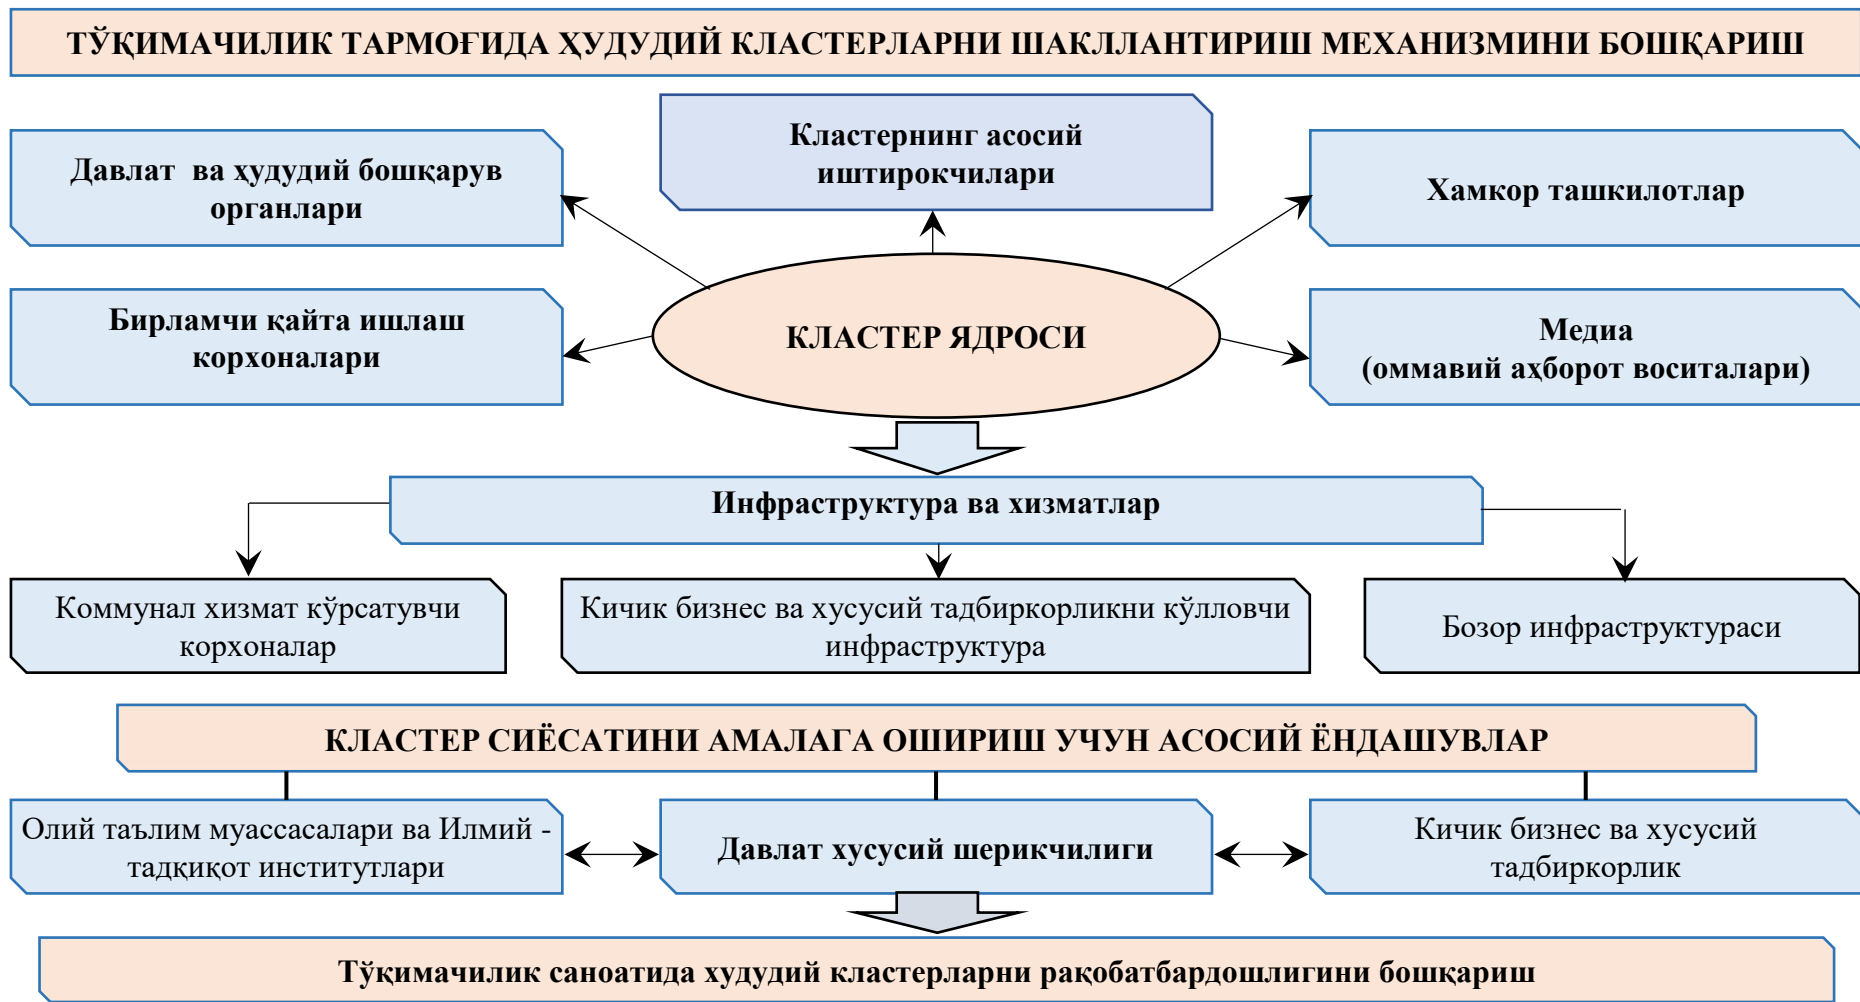 ТЎҚИМАЧИЛИК ТАРМОҒИДА ҲУДУДИЙ КЛАСТЕРЛАРНИ ШАКЛЛАНТИРИШ МЕХАНИЗМИНИ БОШҚАРИШ
Давлат ва ҳудудий бошқарув
органлари
Кластернинг асосий
иштирокчилари
Хамкор ташкилотлар
Бирламчи қайта ишлаш
корхоналари
КЛАСТЕР ЯДРОСИ
Медиа
(оммавий аҳборот воситалари)
Инфраструктура ва хизматлар
Коммунал хизмат кўрсатувчи
корхоналар
Кичик бизнес ва хусусий тадбиркорликни кўлловчи
инфраструктура
Бозор инфраструктураси
КЛАСТЕР СИЁСАТИНИ АМАЛАГА ОШИРИШ УЧУН АСОСИЙ ЁНДАШУВЛАР
Олий таълим муассасалари ва Илмий -
тадқиқот институтлари
Давлат хусусий шерикчилиги
Кичик бизнес ва хусусий
тадбиркорлик
Тўқимачилик саноатида худудий кластерларни рақобатбардошлигини бошқариш